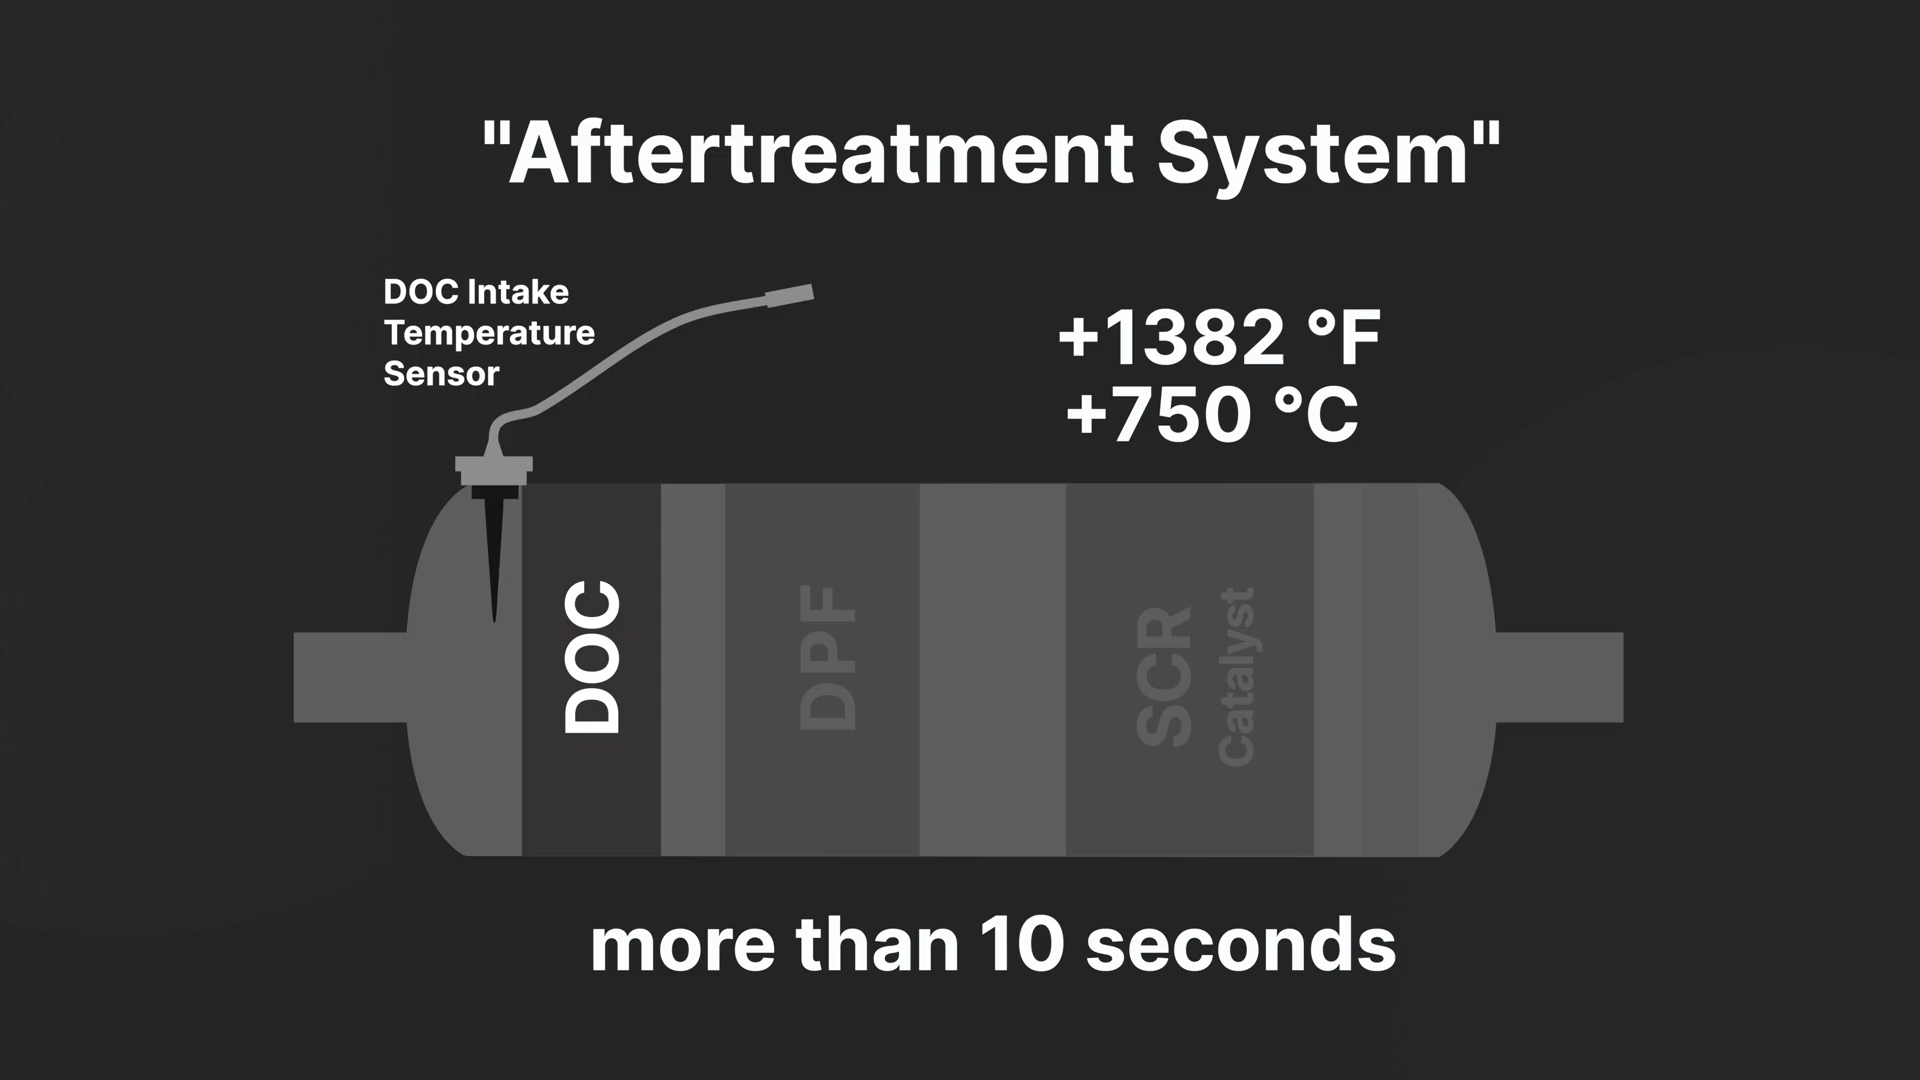 "Aftertreatment System"
DOC Intake
Temperature
Sensor
+1382 °F
+750 °C
DOC
DPF
SCR
Catalyst
more than 10 seconds